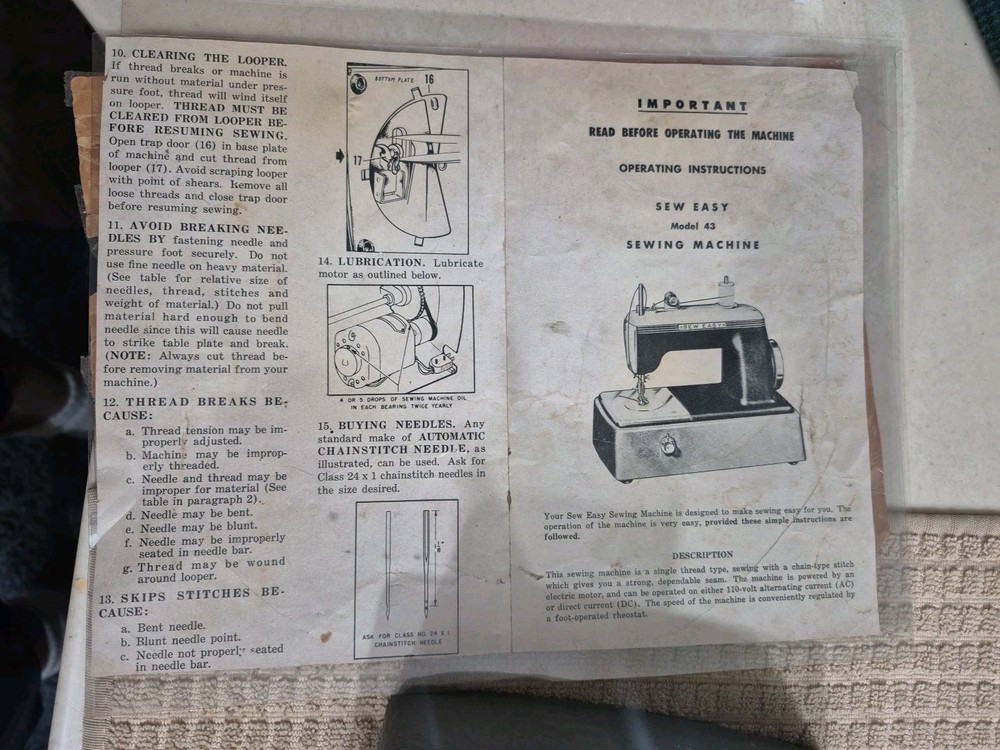 10. CLEARING THE LOOPER.
If thread breaks or machine is
run without material under pres-
sure foot, thread will wind itself
on looper. THREAD MUST BE
CLEARED FROM LOOPER BE-
FORE RESUMING SEWING.
Open trap door (16) in base plate
of machine and cut thread from
looper (17). Avoid scraping looper
with point of shears. Remove all
loose threads and close trap door
before resuming sewing.
11. AVOID BREAKING NEE-
DLES BY fastening needle and
pressure foot securely. Do not
use fine needle on heavy material.
(See table for relative size of
needles, thread, stitches and
weight of material.) Do not pull
material hard enough to bend
needle since this will cause needle
to strike table plate and break.
(NOTE: Always cut thread be-
fore removing material from your
machine.)
12. THREAD BREAKS BE-
CAUSE:
a. Thread tension may be im-
properly adjusted.
b. Machine may be improp-
erly threaded.
c. Needle and thread may be
improper for material (See
table in paragraph 2).
d. Needle may be bent.
e. Needle may be blunt.
f. Needle may be improperly
seated in needle bar.
g. Thread may be wound
around looper.
13. SKIPS STITCHES BE-
CAUSE:
a. Bent needle.
b. Blunt needle point.
c. Needle not properly seated
in needle bar.
BOTTOM PLATE 16
17
14. LUBRICATION. Lubricate
motor as outlined below.
4 OR 5 DROPS OF SEWING MACHINE OIL
IN EACH BEARING TWICE YEARLY
15. BUYING NEEDLES. Any
standard make of AUTOMATIC
CHAINSTITCH NEEDLE, as
illustrated, can be used. Ask for
Class 24 x 1 chainstitch needles in
the size desired.
ASK FOR CLASS NO. 24 X 1
CHAINSTITCH NEEDLE
IMPORTANT
READ BEFORE OPERATING THE MACHINE
OPERATING INSTRUCTIONS
SEW EASY
Model 43
SEWING MACHINE
SEW EASY
Your Sew Easy Sewing Machine is designed to make sewing easy for you. The
operation of the machine is very easy, provided these simple instructions are
followed.
DESCRIPTION
This sewing machine is a single thread type, sewing with a chain-type stitch
which gives you a strong, dependable seam. The machine is powered by an
electric motor, and can be operated on either 110-volt alternating current (AC)
or direct current (DC). The speed of the machine is conveniently regulated by
a foot-operated rheostat.